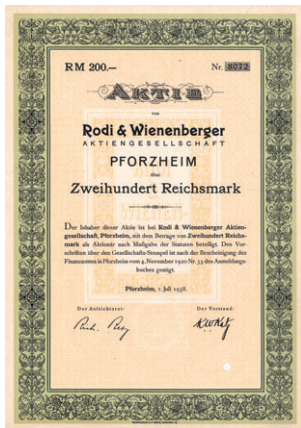 RM 200.—
Nr. 8072
AKTIE
von
Rodi & Wienenberger
AKTIENGESELLSCHAFT
PFORZHEIM
über
Zweihundert Reichsmark
Der Inhaber dieser Aktie ist bei Rodi & Wienenberger Aktien-
gesellschaft, Pforzheim, mit dem Betrage von Zweihundert Reichs-
mark als Aktionär nach Maßgabe der Statuten beteiligt. Den Vor-
schriften über den Gesellschafts-Stempel ist nach der Bescheinigung des
Finanzamtes in Pforzheim vom 4. November 1920 Nr. 33 des Anmeldungs-
buches genügt.
Pforzheim, 1. Juli 1938.
Der Aufsichtsrat:
Der Vorstand: